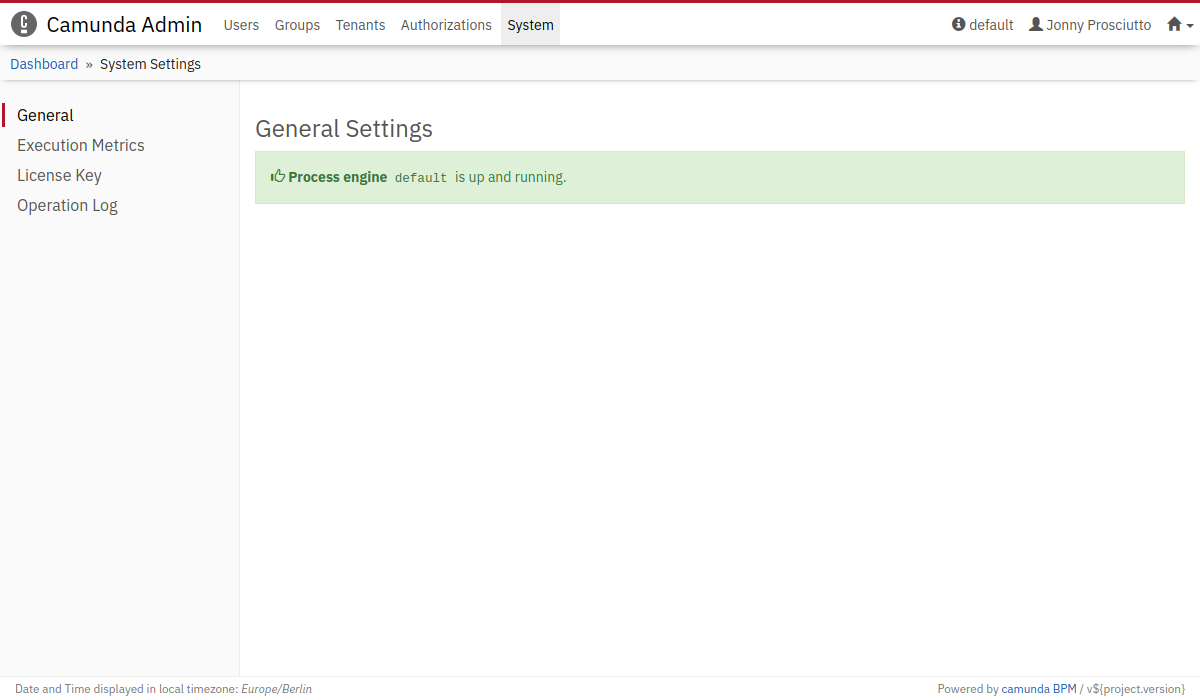 Camunda Admin Users Groups Tenants Authorizations System default Jonny Prosciutto
Dashboard » System Settings
General
Execution Metrics
License Key
Operation Log
General Settings
Process engine default is up and running.
Date and Time displayed in local timezone: Europe/Berlin
Powered by camunda BPM / v${project.version}